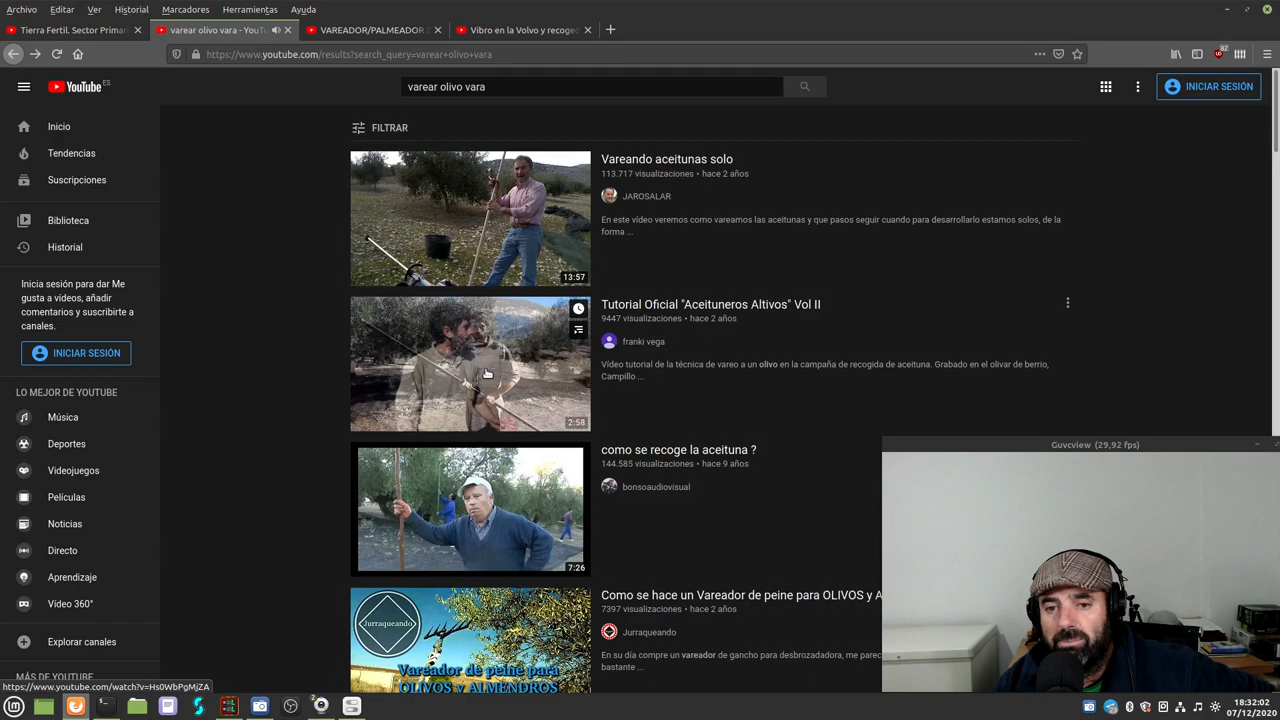 Archivo Editar Ver Historial Marcadores Herramientas Ayuda
Tierra Fertil. Sector Primar
varear olivo vara - YouTu
VAREADOR/PALMEADOR
Vibro en la Volvo y recoged
https://www.youtube.com/results?search_query=varear+olivo+vara
YouTube ES
varear olivo vara
INICIAR SESIÓN
FILTRAR
Inicio
Tendencias
Suscripciones
Biblioteca
Historial
Inicia sesión para dar Me
gusta a vídeos, añadir
comentarios y suscribirte a
canales.
INICIAR SESIÓN
LO MEJOR DE YOUTUBE
Música
Deportes
Videojuegos
Películas
Noticias
Directo
Aprendizaje
Vídeo 360°
Explorar canales
MÁS DE YOUTUBE
13:57
Vareando aceitunas solo
113.717 visualizaciones • hace 2 años
JAROSALAR
En este vídeo veremos como vareamos las aceitunas y que pasos seguir cuando para desarrollarlo estamos solos, de la
forma ...
2:58
Tutorial Oficial "Aceituneros Altivos" Vol II
9447 visualizaciones • hace 2 años
franki vega
Vídeo tutorial de la técnica de vareo a un olivo en la campaña de recogida de aceituna. Grabado en el olivar de berrio,
Campillo ...
7:26
como se recoge la aceituna ?
144.585 visualizaciones • hace 9 años
bonsoaudiovisual
Jurraqueando
Vareador de peine para
OLIVOS y ALMENDROS
Como se hace un Vareador de peine para OLIVOS y A
7397 visualizaciones • hace 2 años
Jurraqueando
En su día compre un vareador de gancho para desbrozadora, me parec
bastante ...
Guvcview (29,92 fps)
https://www.youtube.com/watch?v=Hs0WbPgMjZA
18:32:02
07/12/2020